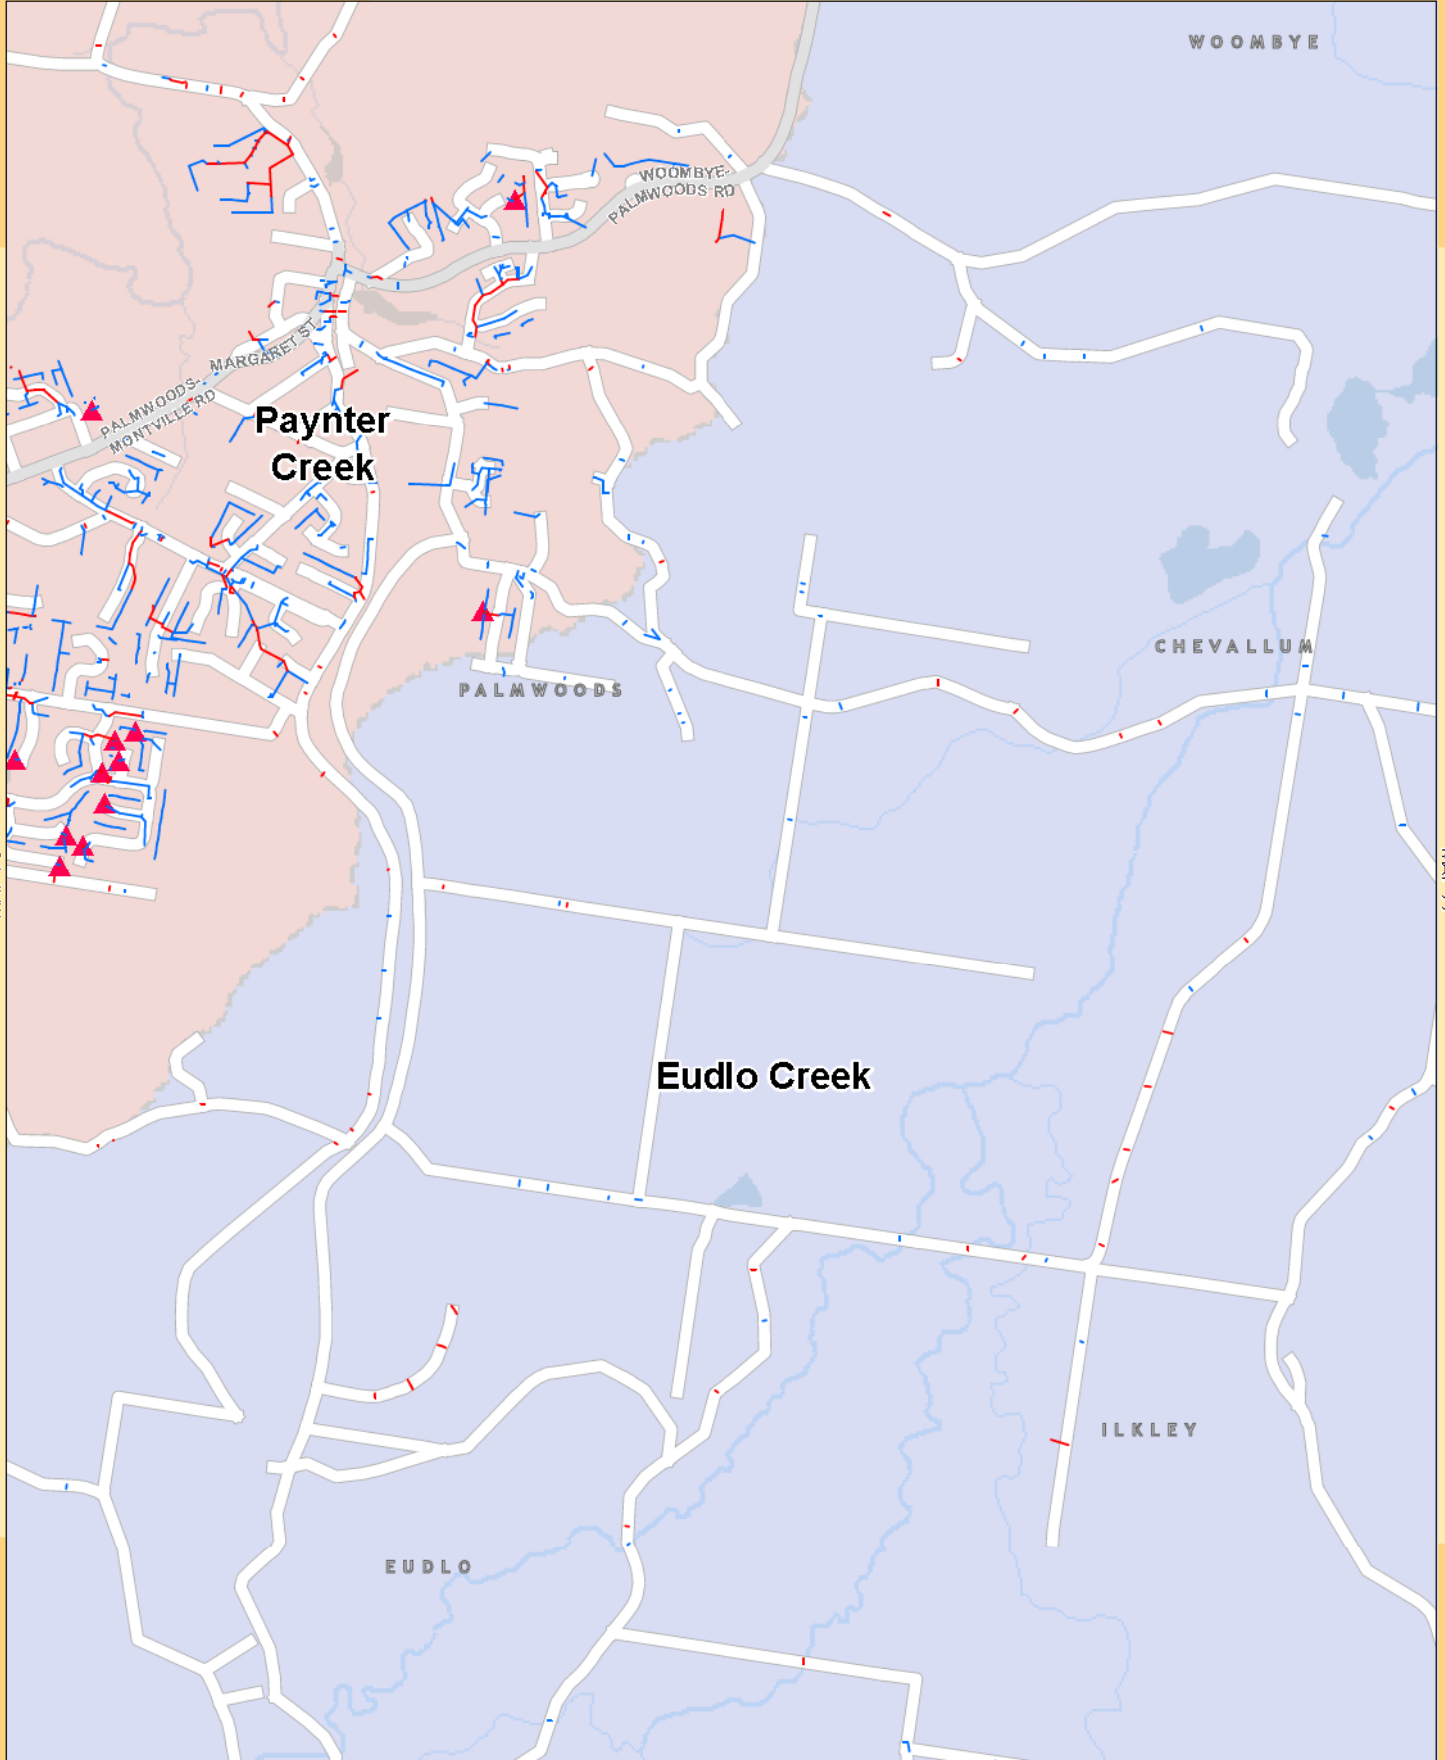 WOOMBYE
WOOMBYE-
PALMWOODS RD
MARGARET ST
PALMWOODS-
MONTVILLE RD
Paynter
Creek
CHEVALLUM
PALMWOODS
Eudlo Creek
ILKLEY
EUDLO